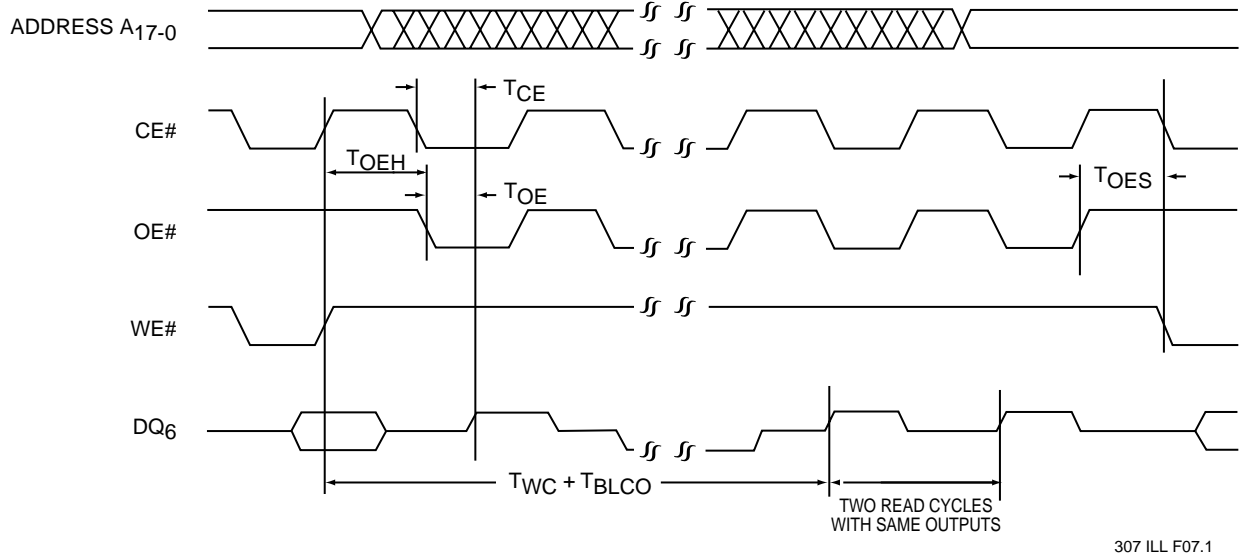 ADDRESS A17-0
TCE
CE#
TOEH
TOE
TOES
OE#
WE#
DQ6
TWC + TBLCO
TWO READ CYCLES
WITH SAME OUTPUTS
307 ILL F07.1